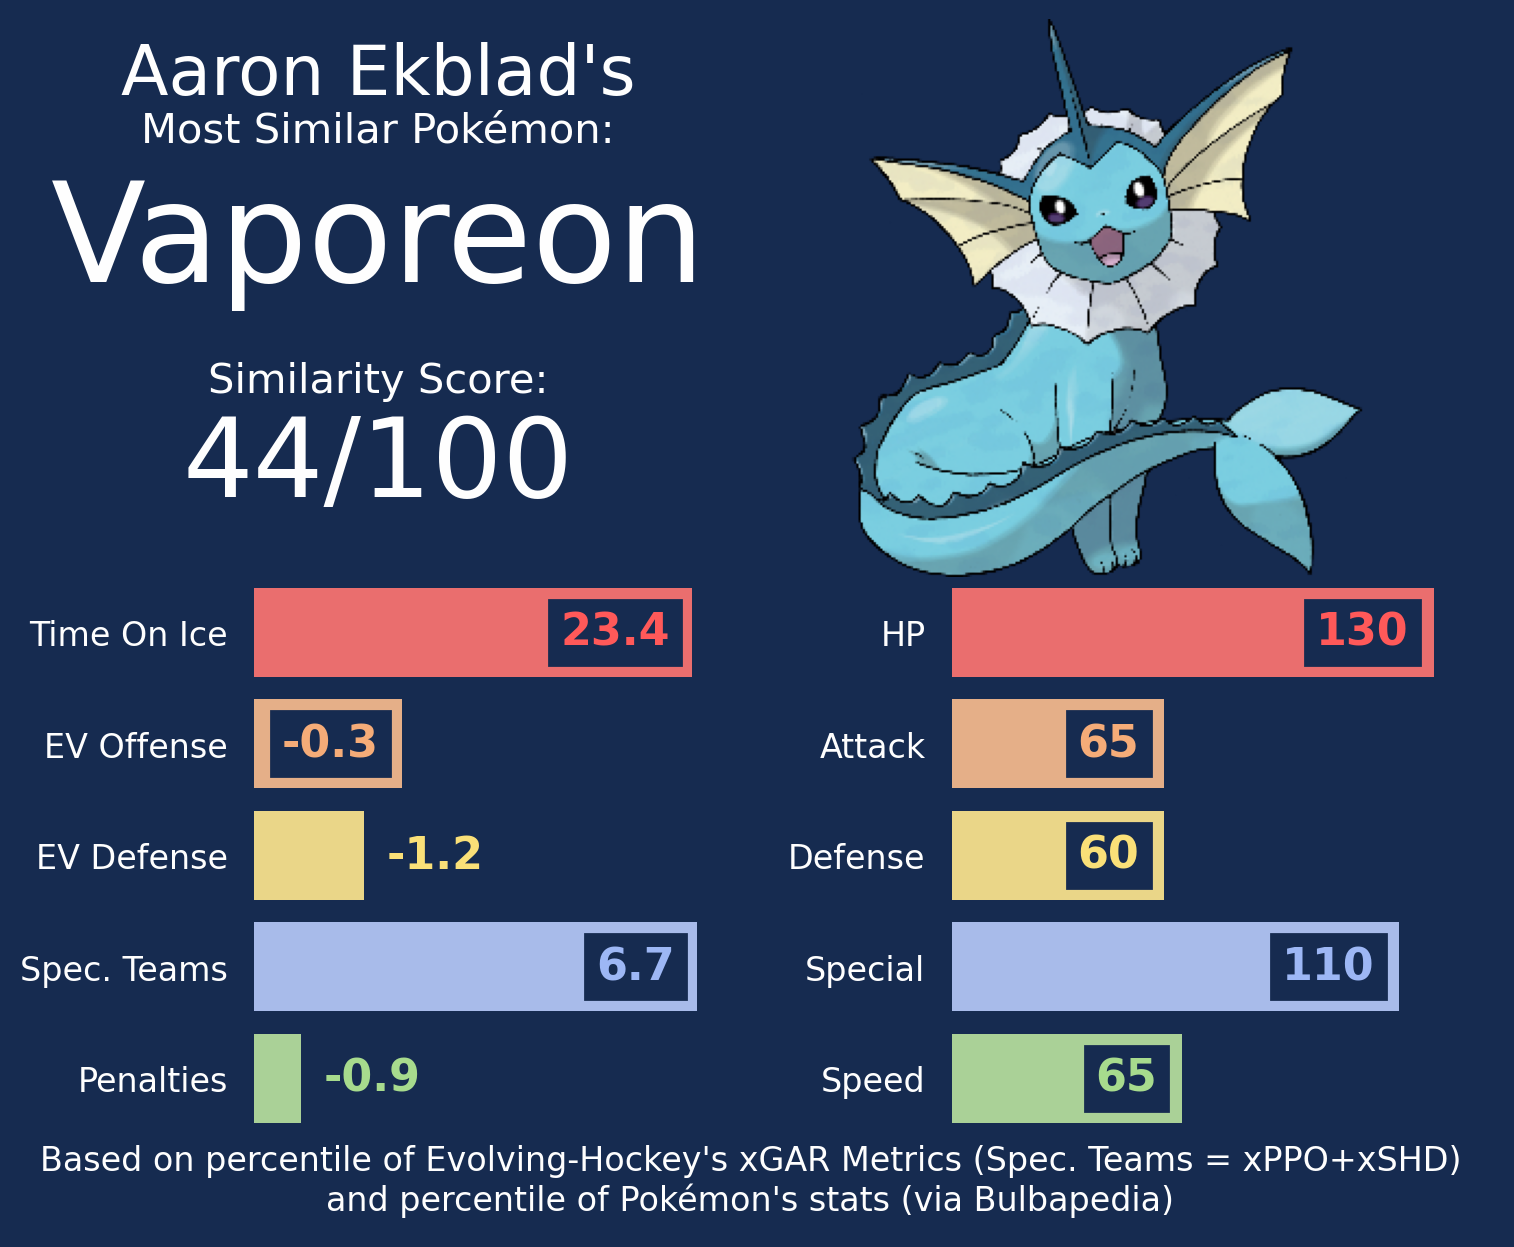 Aaron Ekblad's
Most Similar Pokémon:
Vaporeon
Similarity Score:
44/100
Time On Ice 23.4
EV Offense -0.3
EV Defense -1.2
Spec. Teams 6.7
Penalties -0.9
HP 130
Attack 65
Defense 60
Special 110
Speed 65
Based on percentile of Evolving-Hockey's xGAR Metrics (Spec. Teams = xPPO+xSHD)
and percentile of Pokémon's stats (via Bulbapedia)